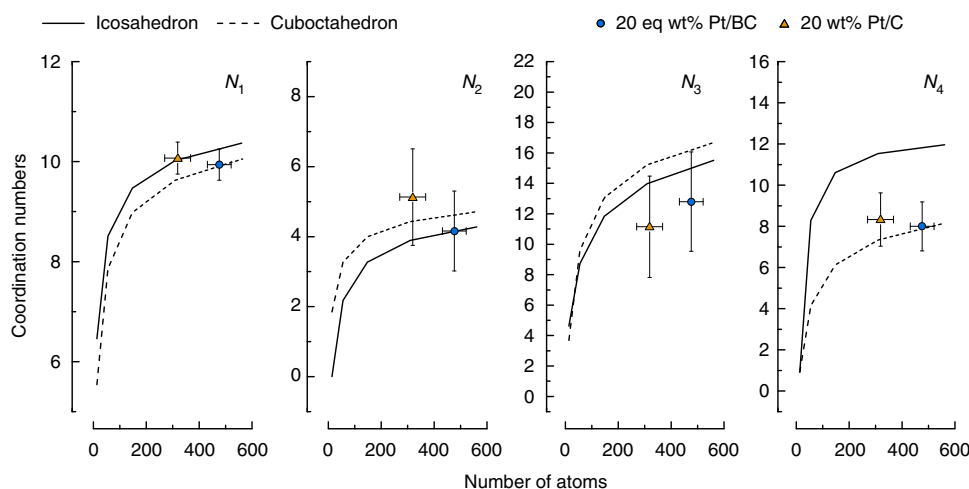 Icosahedron Cuboctahedron 20 eq wt% Pt/BC 20 wt% Pt/C
Coordination numbers
N1
10
12
8
6
0 200 400 600
N2
8
6
4
2
0
0 200 400 600
N3
22
20
18
16
14
12
10
8
6
4
2
0
0 200 400 600
N4
16
14
12
10
8
6
4
2
0
0 200 400 600
Number of atoms